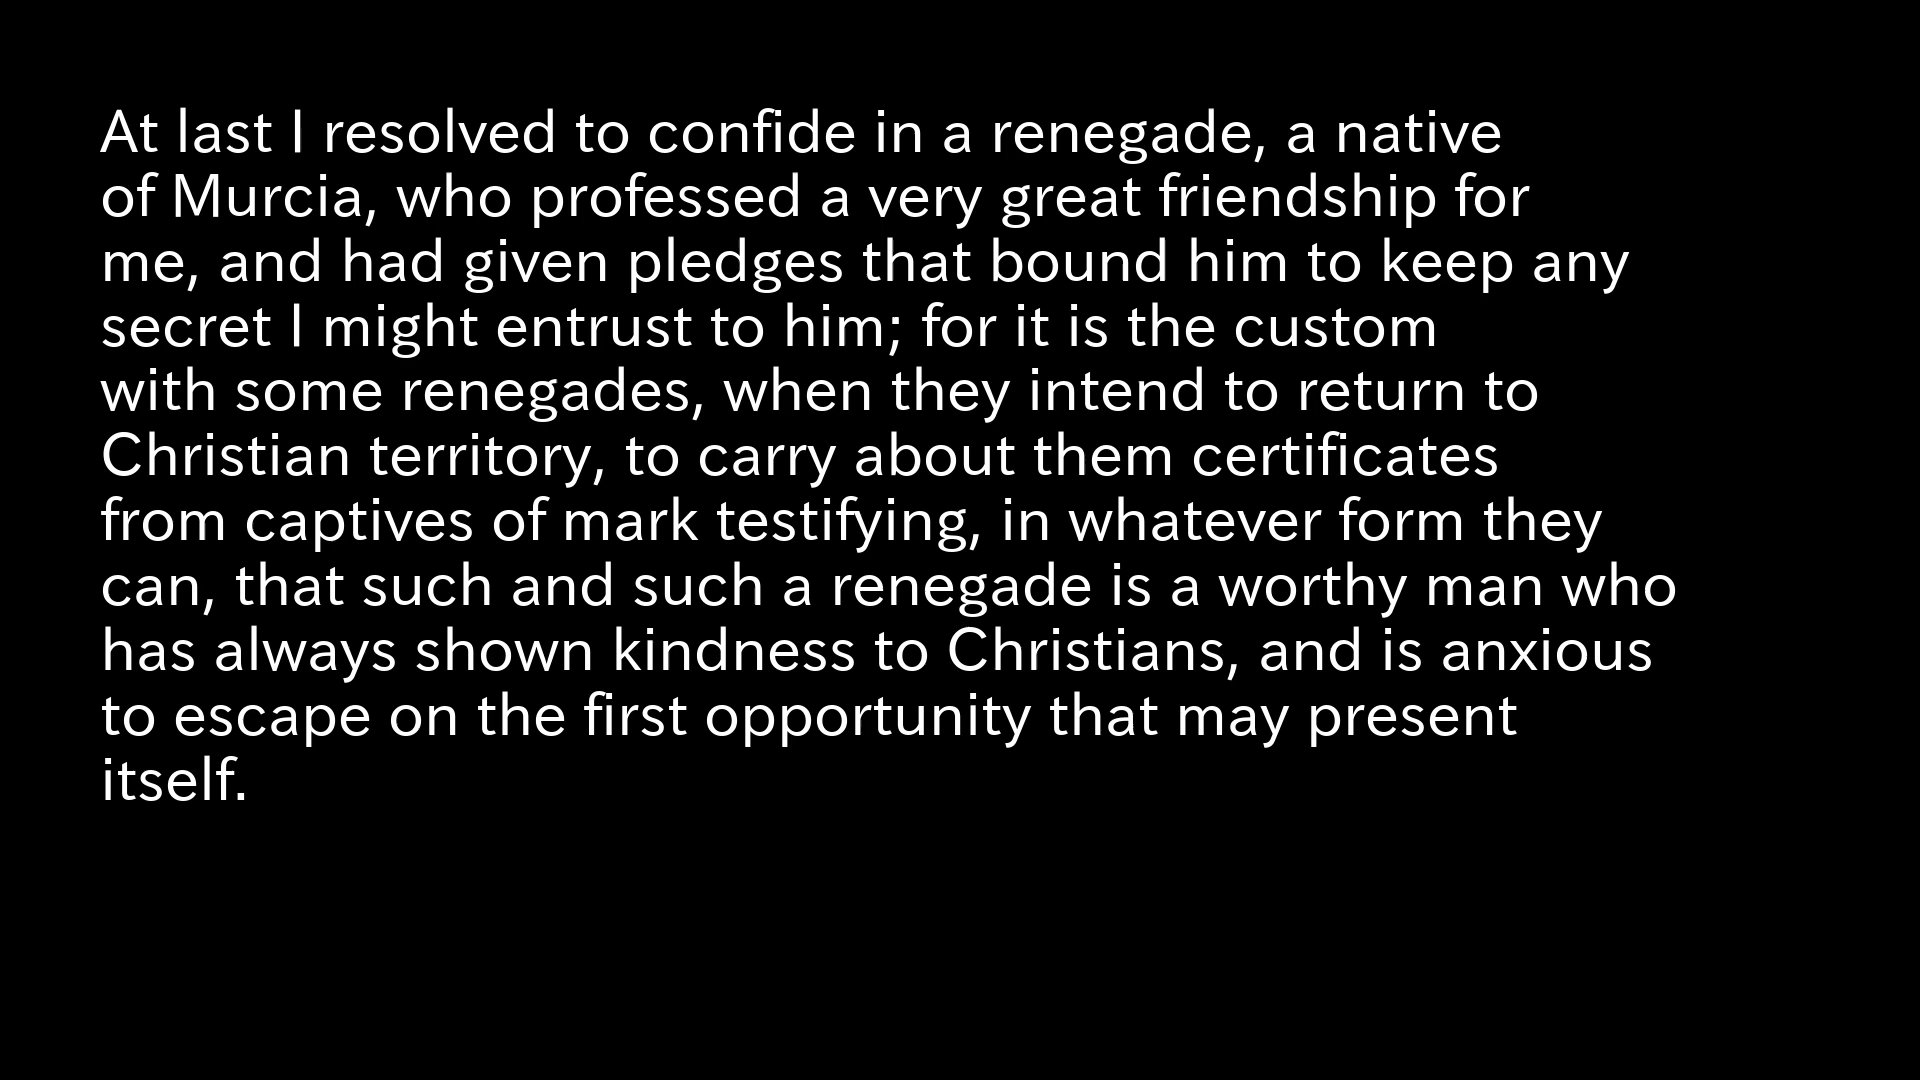 At last I resolved to confide in a renegade, a native
of Murcia, who professed a very great friendship for
me, and had given pledges that bound him to keep any
secret I might entrust to him; for it is the custom
with some renegades, when they intend to return to
Christian territory, to carry about them certificates
from captives of mark testifying, in whatever form they
can, that such and such a renegade is a worthy man who
has always shown kindness to Christians, and is anxious
to escape on the first opportunity that may present
itself.